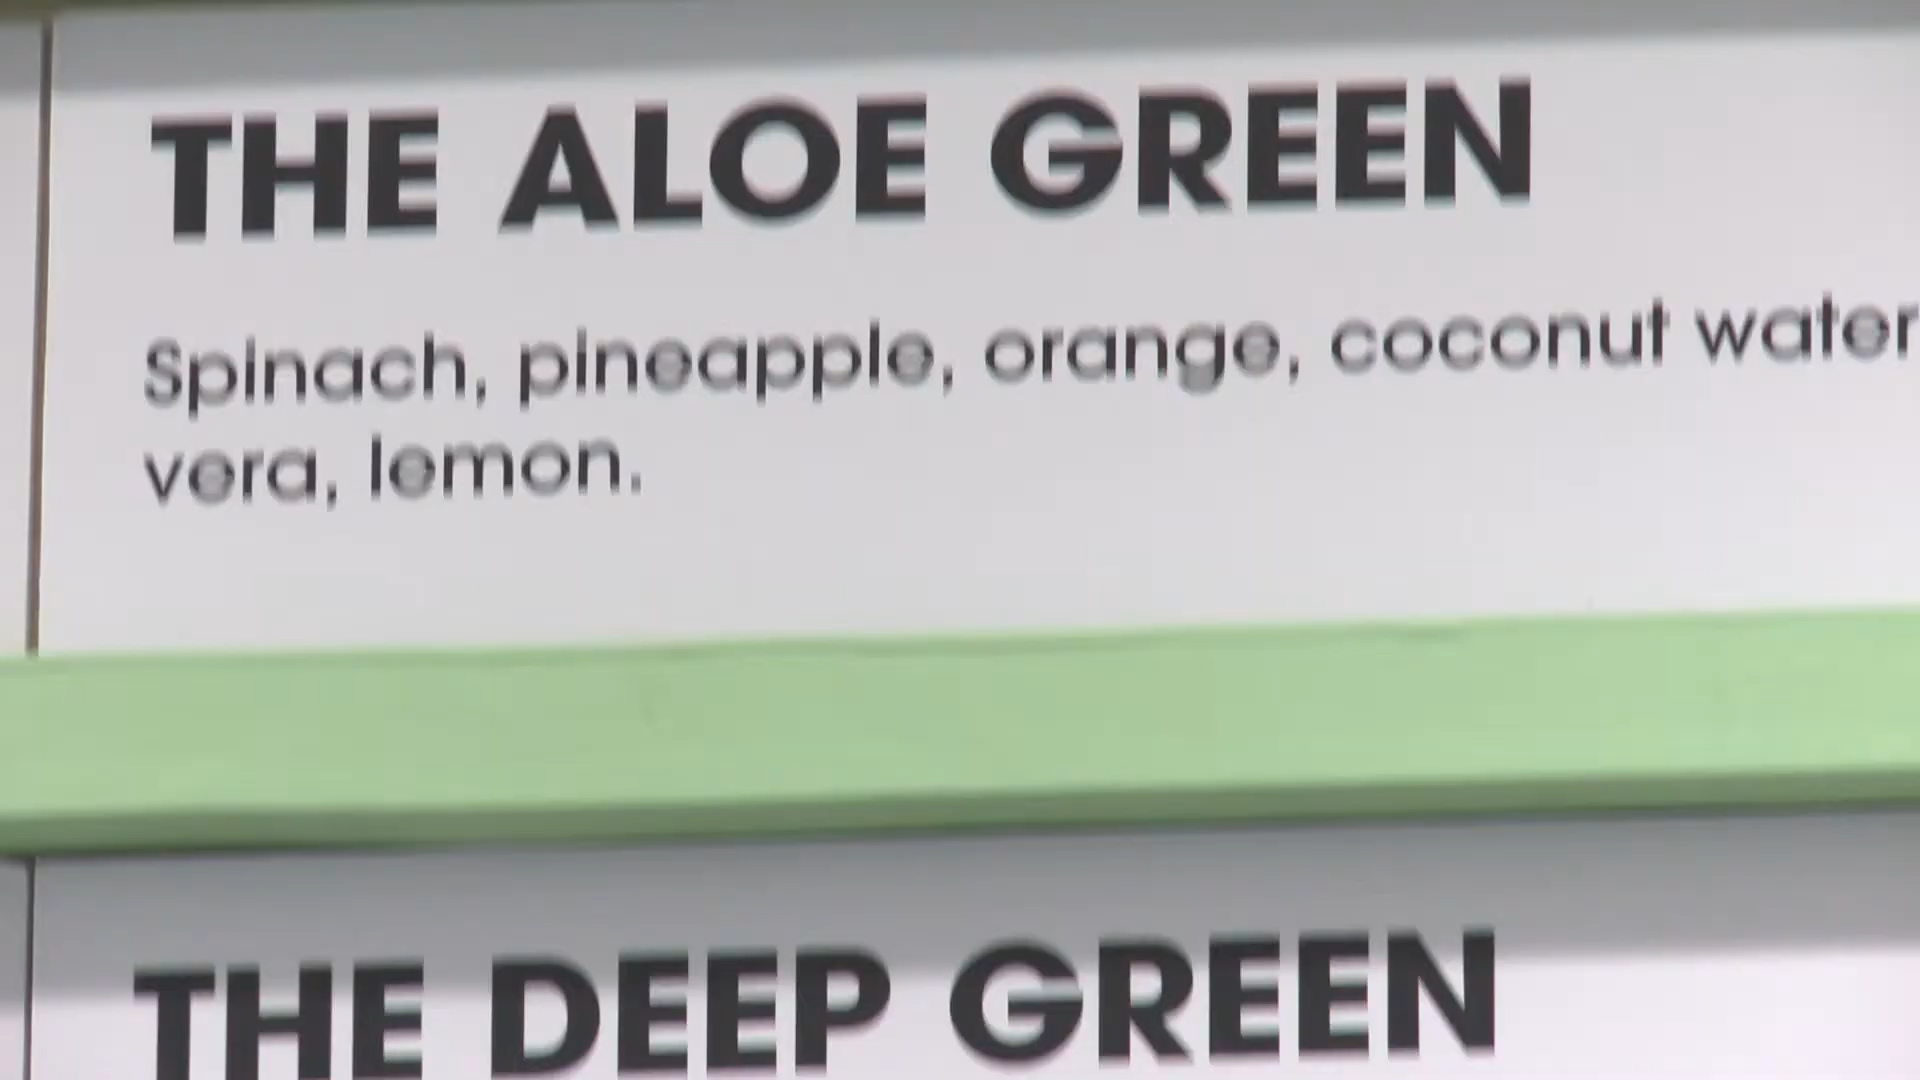 THE ALOE GREEN
Spinach, pineapple, orange, coconut water
vera, lemon.
THE DEEP GREEN